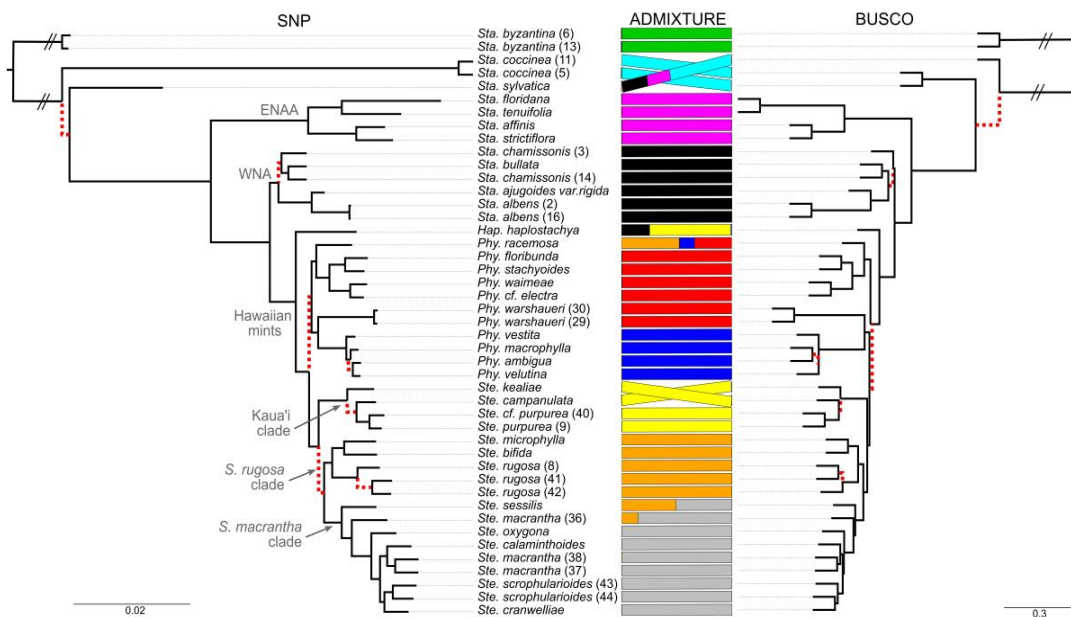 SNP ADMIXTURE BUSCO
Sta. byzantina (6)
Sta. byzantina (13)
Sta. coccinea (11)
Sta. coccinea (5)
Sta. sylvatica
Sta. floridana
ENAA
Sta. tenuifolia
Sta. affinis
Sta. strictiflora
Sta. chamissonis (3)
Sta. bullata
WNA
Sta. chamissonis (14)
Sta. ajugoides var.rigida
Sta. albens (2)
Sta. albens (16)
Hap. haplostachya
Phy. racemosa
Phy. floribunda
Phy. stachyoides
Phy. waimeae
Phy. cf. electra
Hawaiian
mints
Phy. warshaueri (30)
Phy. warshaueri (29)
Phy. vestita
Phy. macrophylla
Phy. ambigua
Phy. velutina
Ste. kealiae
Ste. campanulata
Kaua'i
clade
Ste. cf. purpurea (40)
Ste. purpurea (9)
Ste. microphylla
Ste. bifida
S. rugosa
clade
Ste. rugosa (8)
Ste. rugosa (41)
Ste. rugosa (42)
Ste. sessilis
S. macrantha
clade
Ste. macrantha (36)
Ste. oxygona
Ste. calaminthoides
Ste. macrantha (38)
Ste. macrantha (37)
Ste. scrophularioides (43)
Ste. scrophularioides (44)
Ste. cranwelliae
0.02 0.3